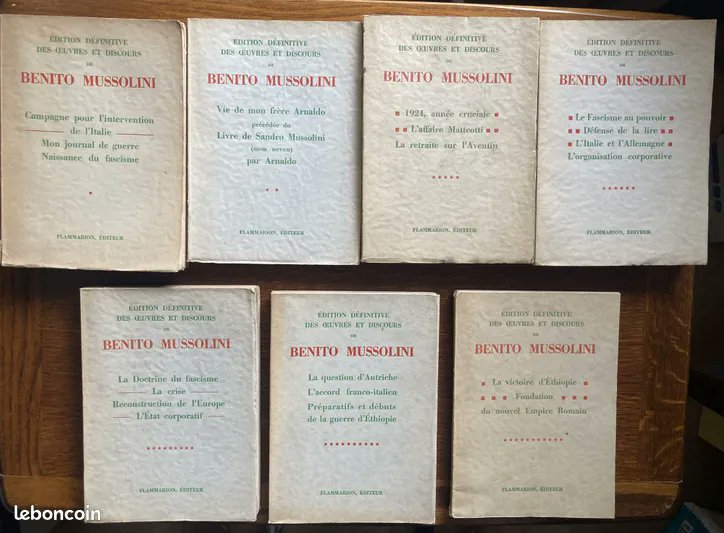 ÉDITION DÉFINITIVE
DES ŒUVRES ET DISCOURS
DE
BENITO MUSSOLINI
Campagne pour l'intervention
de l'Italie
Mon journal de guerre
Naissance du fascisme
*
FLAMMARION, ÉDITEUR
ÉDITION DÉFINITIVE
DES ŒUVRES ET DISCOURS
DE
BENITO MUSSOLINI
Vie de mon frère Arnaldo
précédée du
Livre de Sandro Mussolini
(mon neveu)
par Arnaldo
* *
FLAMMARION, ÉDITEUR
ÉDITION DÉFINITIVE
DES ŒUVRES ET DISCOURS
DE
BENITO MUSSOLINI
1924, année cruciale
L'affaire Matteotti
La retraite sur l'Aventin
*****
FLAMMARION, ÉDITEUR
ÉDITION DÉFINITIVE
DES ŒUVRES ET DISCOURS
DE
BENITO MUSSOLINI
Le Fascisme au pouvoir
Défense de la lire
L'Italie et l'Allemagne
L'organisation corporative
******
FLAMMARION, ÉDITEUR
ÉDITION DÉFINITIVE
DES ŒUVRES ET DISCOURS
DE
BENITO MUSSOLINI
La Doctrine du fascisme
La crise
Reconstruction de l'Europe
L'État corporatif
*********
FLAMMARION, ÉDITEUR
ÉDITION DÉFINITIVE
DES ŒUVRES ET DISCOURS
DE
BENITO MUSSOLINI
La question d'Autriche
L'accord franco-italien
Préparatifs et débuts
de la guerre d'Éthiopie
**********
FLAMMARION, ÉDITEUR
ÉDITION DÉFINITIVE
DES ŒUVRES ET DISCOURS
DE
BENITO MUSSOLINI
La victoire d'Éthiopie
Fondation
du nouvel Empire Romain
***********
FLAMMARION, ÉDITEUR
leboncoin